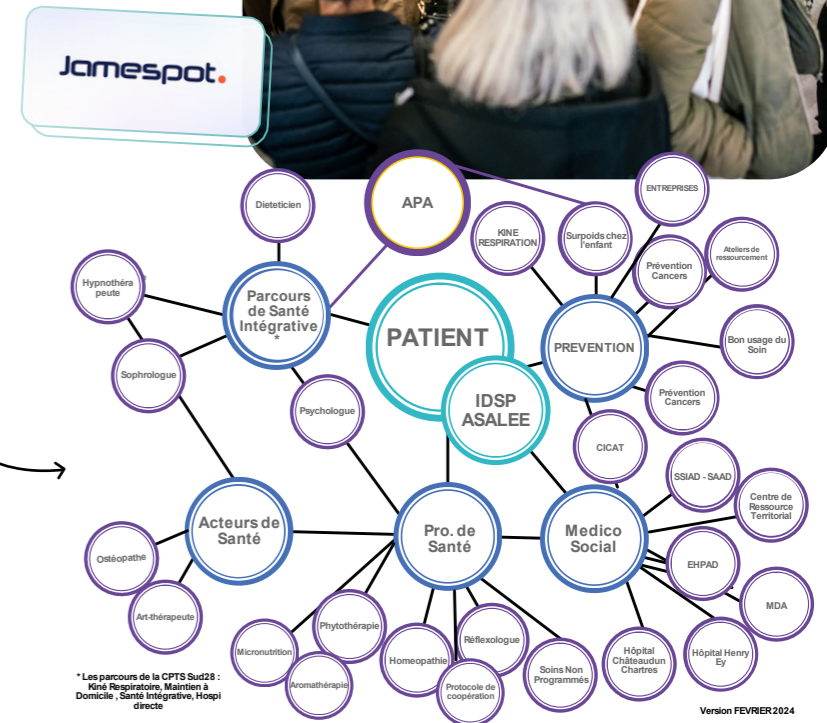 Jamespot.
ENTREPRISES
Dieteticien
APA
KINE
RESPIRATION
Surpoids chez
l'enfant
Ateliers de
ressourcement
Prévention
Cancers
Hypnothéra
peute
*
Parcours
de Santé
Intégrative
*
PATIENT
PREVENTION
Bon usage du
Soin
Sophrologue
Psychologue
IDSP
ASALEE
Prévention
Cancers
CICAT
SSIAD - SAAD
Centre de
Ressource
Territorial
Acteurs de
Santé
Pro. de
Santé
Medico
Social
Ostéopathe
EHPAD
MDA
Art-thérapeute
Phytothérapie
Micronutrition
Homeopathie
Réflexologue
Aromathérapie
Protocole de
coopération
Soins Non
Programmés
Hôpital
Châteaudun
Chartres
Hôpital Henry
Ey
* Les parcours de la CPTS Sud28 :
Kiné Respiratoire, Maintien à
Domicile , Santé Intégrative, Hospi
directe
Version FEVRIER 2024